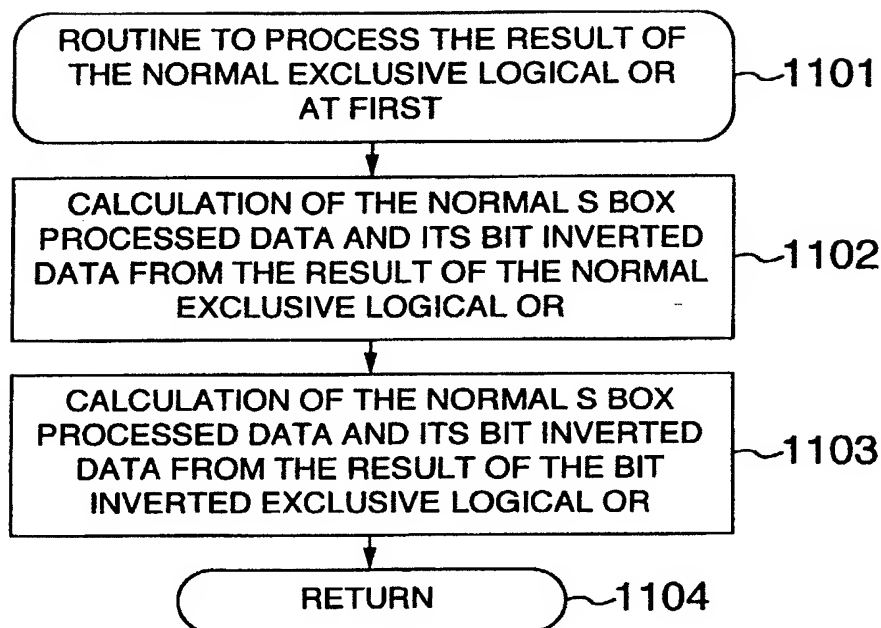 ROUTINE TO PROCESS THE RESULT OF
THE NORMAL EXCLUSIVE LOGICAL OR
AT FIRST
1101
CALCULATION OF THE NORMAL S BOX
PROCESSED DATA AND ITS BIT INVERTED
DATA FROM THE RESULT OF THE NORMAL
EXCLUSIVE LOGICAL OR
1102
CALCULATION OF THE NORMAL S BOX
PROCESSED DATA AND ITS BIT INVERTED
DATA FROM THE RESULT OF THE BIT
INVERTED EXCLUSIVE LOGICAL OR
1103
RETURN
1104